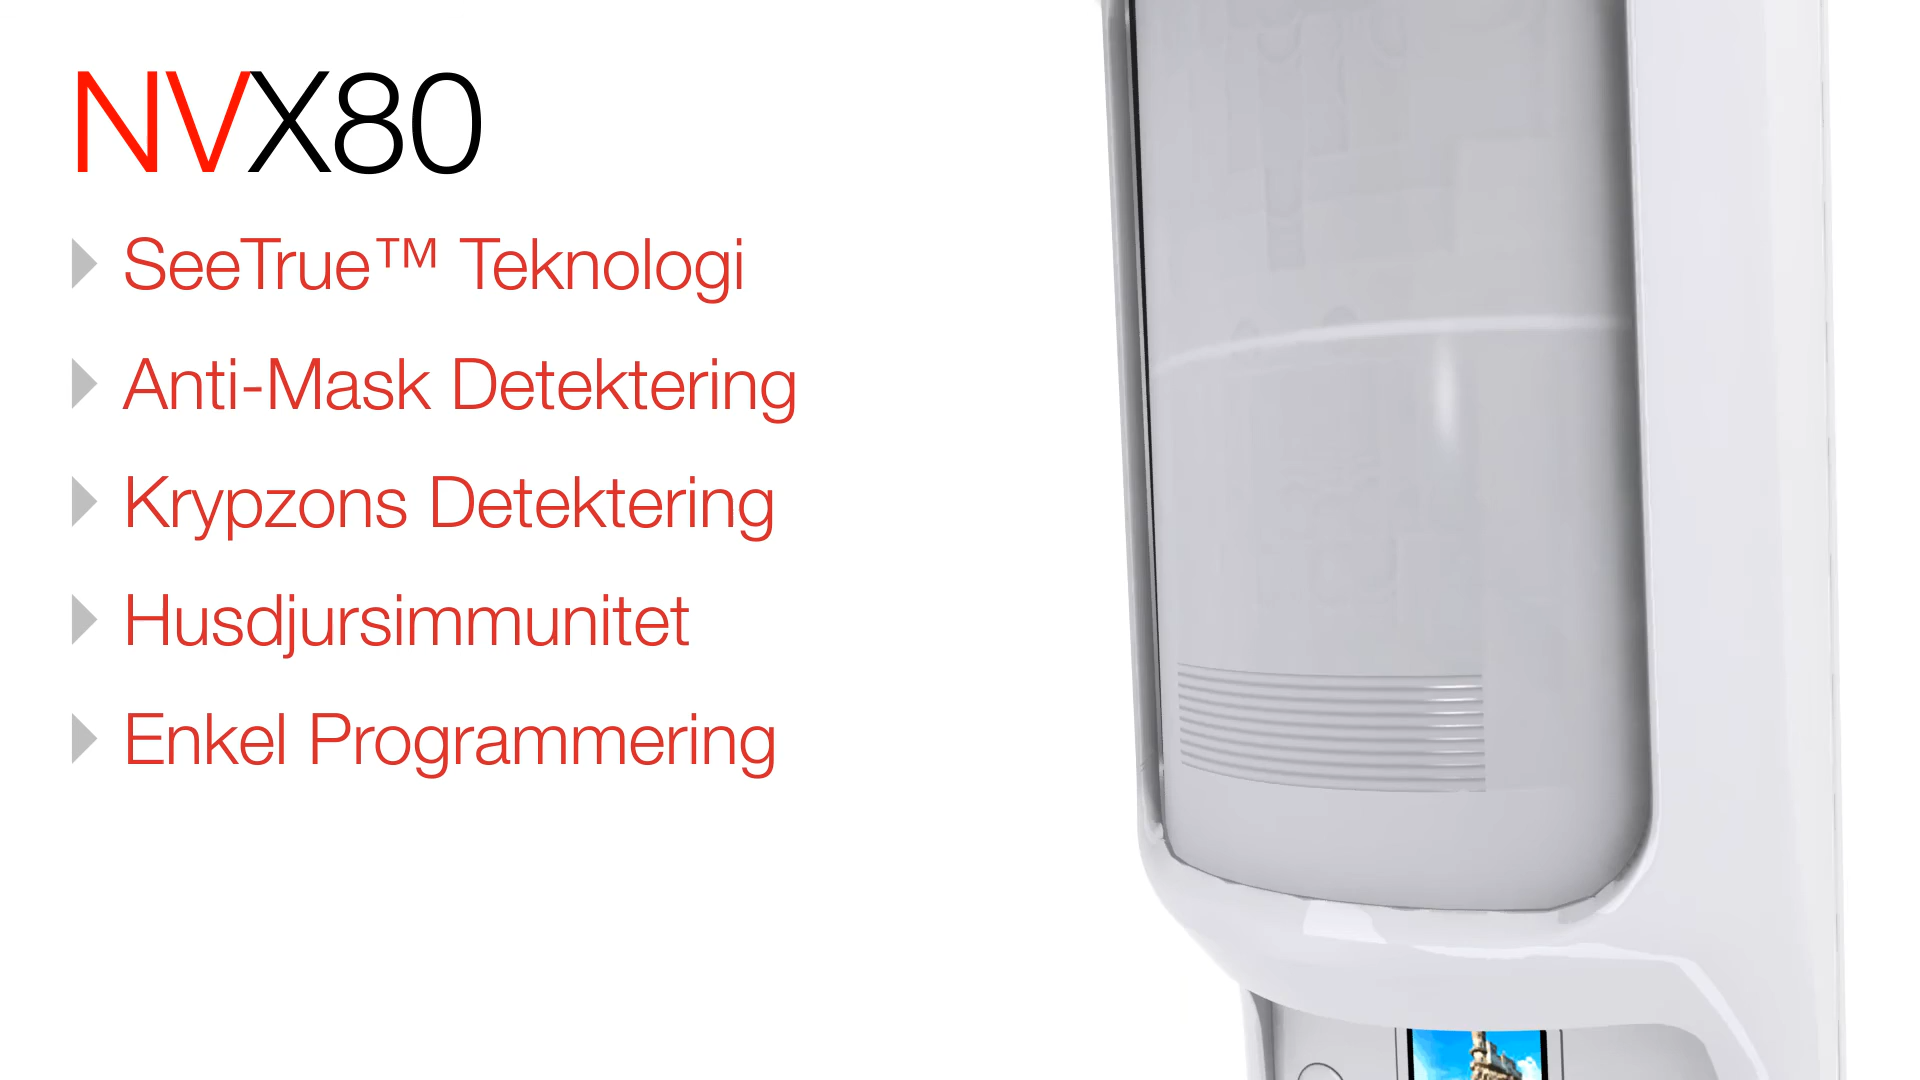 NVX80
SeeTrue™ Teknologi
Anti-Mask Detektering
Krypzons Detektering
Husdjursimmunitet
Enkel Programmering